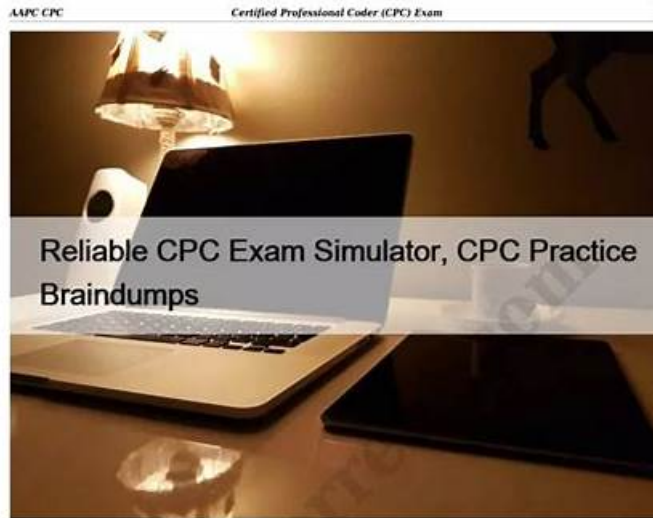 AAPC CPC
Certified Professional Coder (CPC) Exam
Reliable CPC Exam Simulator, CPC Practice
Braindumps